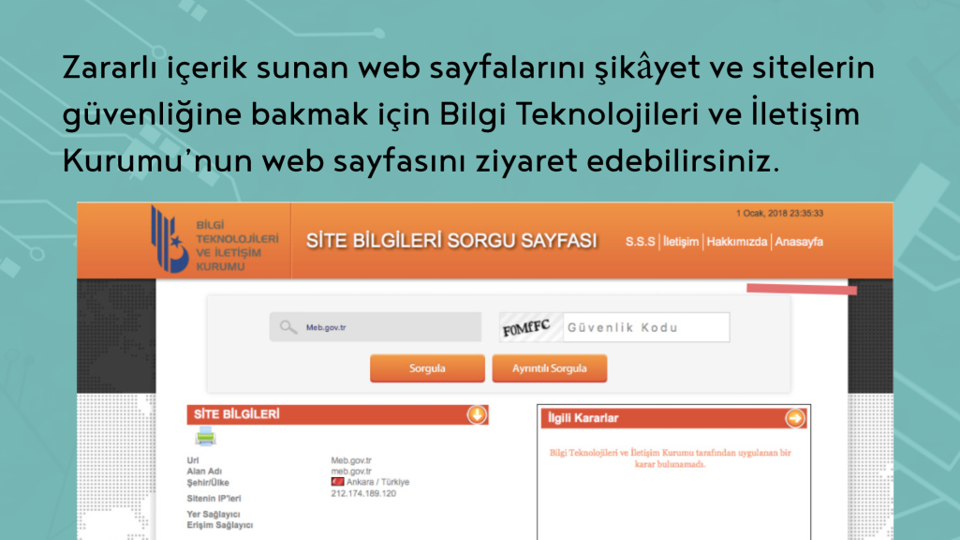 Zararlı içerik sunan web sayfalarını şikâyet ve sitelerin
güvenliğine bakmak için Bilgi Teknolojileri ve İletişim
Kurumu'nun web sayfasını ziyaret edebilirsiniz.
1 Ocak, 2018 23:35:33
BİLGİ
TEKNOLOJİLERİ
VE İLETİŞİM
KURUMU
SİTE BİLGİLERİ SORGU SAYFASI
S.S.S | İletişim | Hakkımızda | Anasayfa
Meb.gov.tr
F0MfFC
Güvenlik Kodu
Sorgula
Ayrıntılı Sorgula
SİTE BİLGİLERİ
Url Meb.gov.tr
Alan Adı meb.gov.tr
Şehir/Ülke Ankara / Türkiye
Sitenin IP'leri 212.174.189.120
Yer Sağlayıcı
Erişim Sağlayıcı
İlgili Kararlar
Bilgi Teknolojileri ve İletişim Kurumu tarafından uygulanan bir
karar bulunamadı.